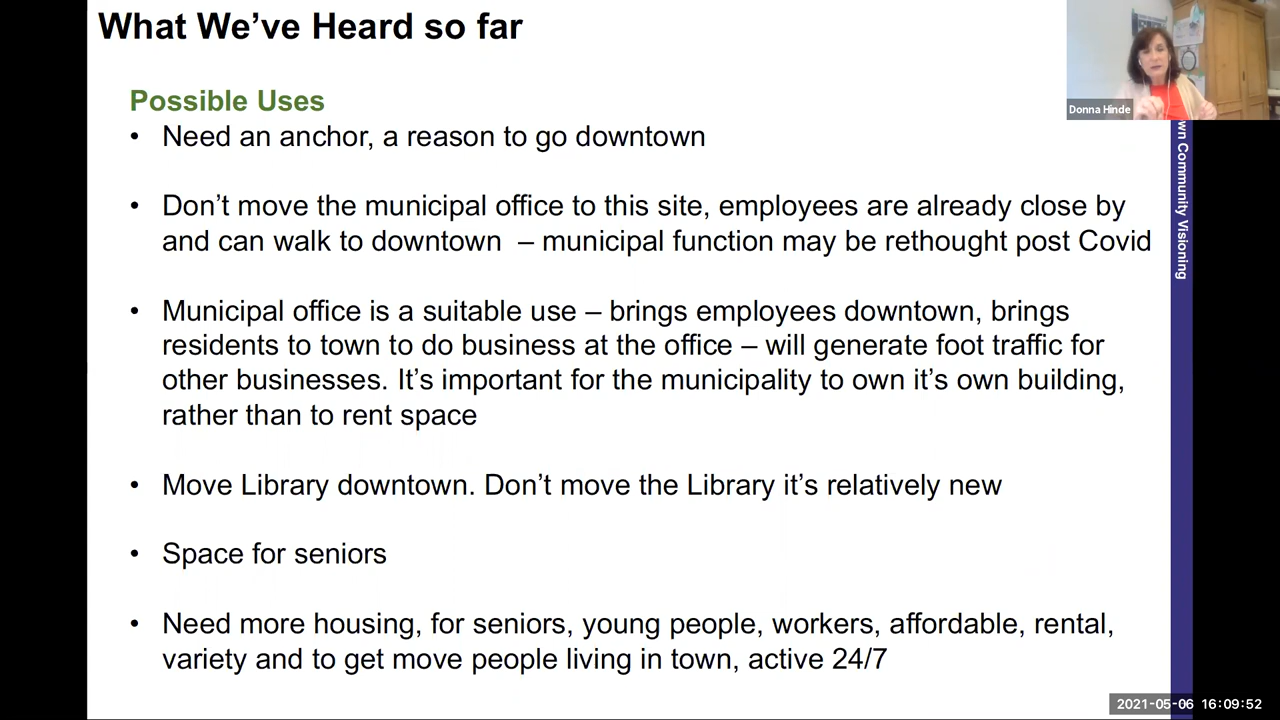 What We've Heard so far
Donna Hinde
Possible Uses
• Need an anchor, a reason to go downtown
• Don't move the municipal office to this site, employees are already close by
and can walk to downtown – municipal function may be rethought post Covid
• Municipal office is a suitable use – brings employees downtown, brings
residents to town to do business at the office – will generate foot traffic for
other businesses. It's important for the municipality to own it's own building,
rather than to rent space
• Move Library downtown. Don't move the Library it's relatively new
• Space for seniors
• Need more housing, for seniors, young people, workers, affordable, rental,
variety and to get move people living in town, active 24/7
Community Visioning
2021-05-06 16:09:52